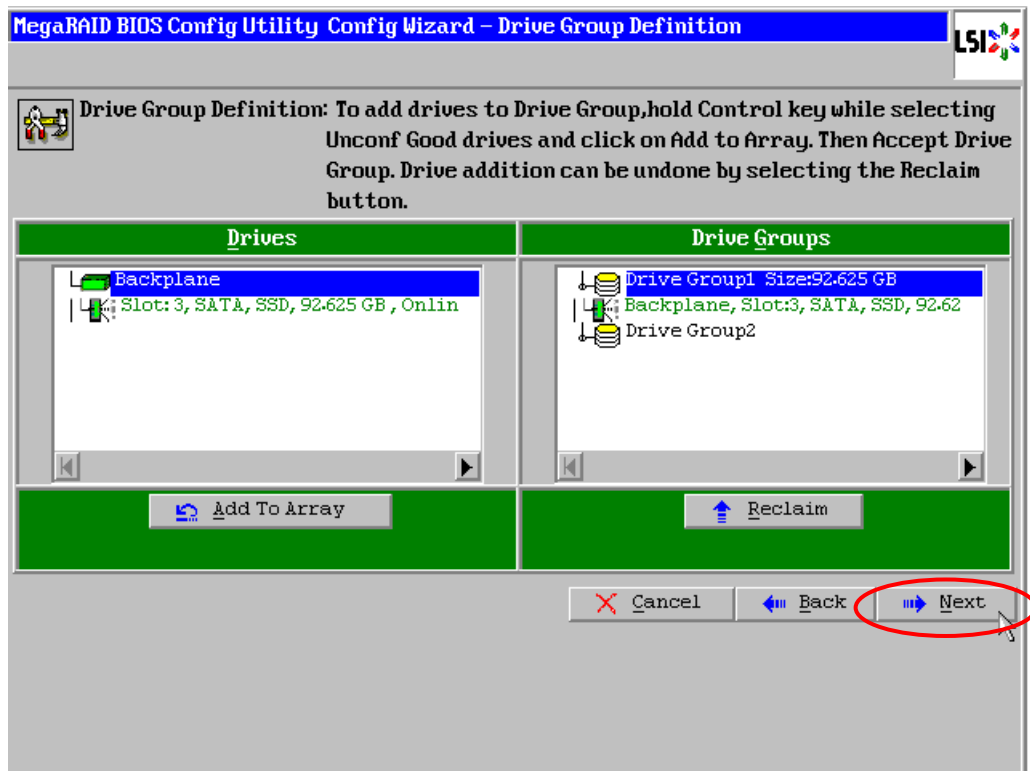 MegaRAID BIOS Config Utility Config Wizard – Drive Group Definition
LSI
Drive Group Definition: To add drives to Drive Group,hold Control key while selecting
Unconf Good drives and click on Add to Array. Then Accept Drive
Group. Drive addition can be undone by selecting the Reclaim
button.
Drives
Drive Groups
Backplane
Slot: 3, SATA, SSD, 92.625 GB , Onlin
Drive Group1 Size:92.625 GB
Backplane, Slot:3, SATA, SSD, 92.62
Drive Group2
Add To Array
Reclaim
Cancel
Back
Next